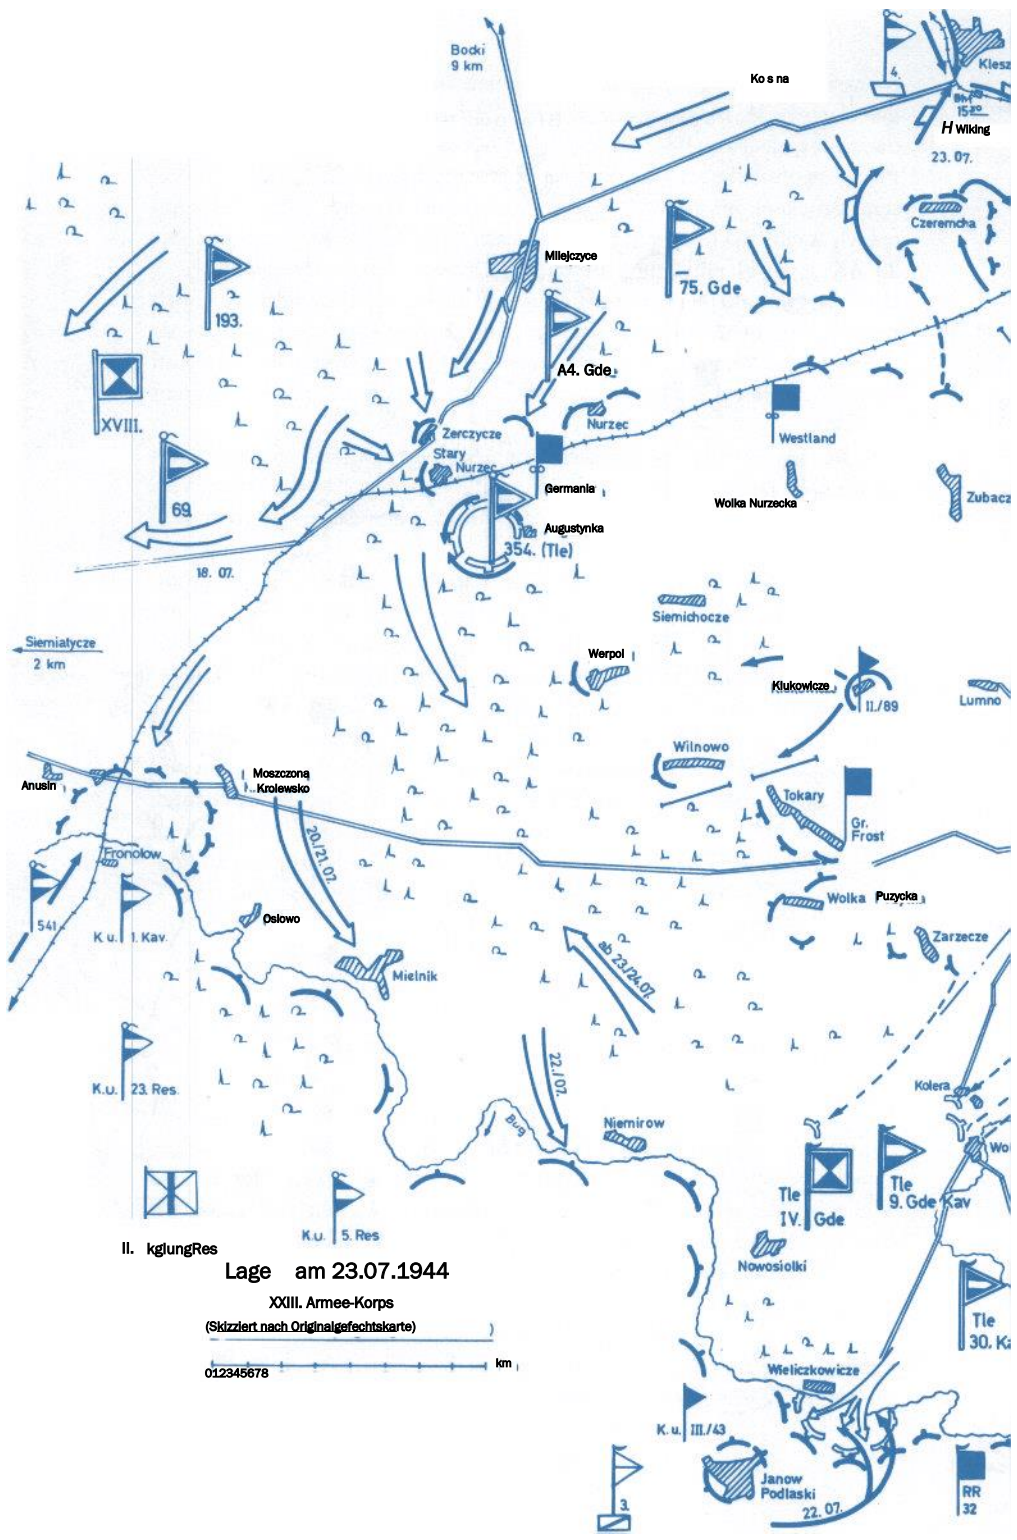 Bocki
9 km
Ko s na
4.
Klesz
Bhf
H Wiking
23.07.
Czeremcha
Milejczyce
75. Gde
193.
A4. Gde
XVIII.
Nurzec
Zerczycze
Westland
Stary
Nurzec
69.
Germania
Wolka Nurzecka
Zubacz
Augustynka
354. (Tle)
18. 07.
Siemichocze
Siemiatycze
2 km
Werpol
Klukowicze
II./89
Lumno
Wilnowo
Anusin
Moszczona
Krolewsko
Tokary
Gr.
Frost
20./21.07.
Fronolow
Wolka Puzycka
541
K u. 1. Kav.
Oslowo
Zarzecze
Mielnik
ab 23./24.07.
22./07.
K.u. 23. Res.
Kolera
Bug
Niemirow
Wol
Tle
IV. Gde
Tle
9. Gde Kav
K.u. 5. Res
II. kglungRes
Nowosiolki
Lage am 23.07.1944
XXIII. Armee-Korps
(Skizziert nach Originalgefechtskarte)
Tle
30. Ka
km
012345678
Wieliczkowicze
K.u. III./43
Janow
Podlaski
3.
22. 07.
RR
32